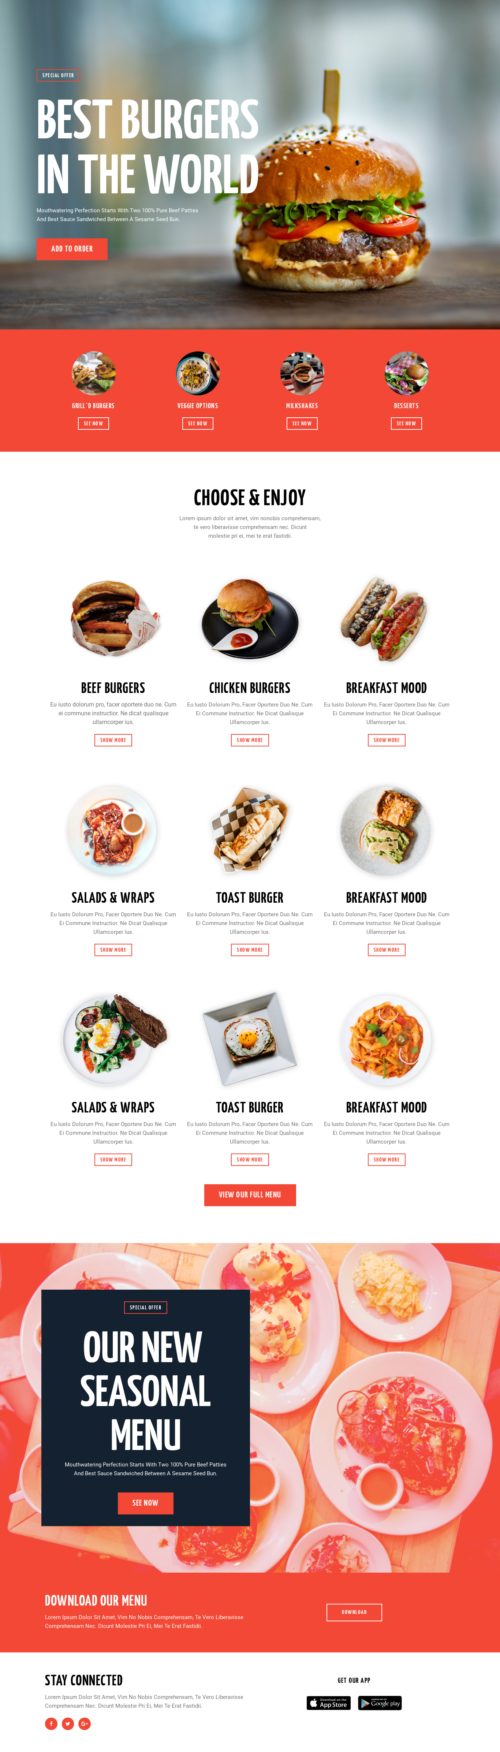 SPECIAL OFFER
BEST BURGERS
IN THE WORLD
Mouthwatering Perfection Starts With Two 100% Pure Beef Patties
And Best Sauce Sandwiched Between A Sesame Seed Bun.
ADD TO ORDER
GRILL'D BURGERS
VEGGIE OPTIONS
MILKSHAKES
DESSERTS
SEE NOW
SEE NOW
SEE NOW
SEE NOW
CHOOSE & ENJOY
Lorem ipsum dolor sit amet, vim nonobis comprehensam,
te vero liberavisse comprehensam nec. Dicunt
molestie pri ei, mei te erat fastidii.
BEEF BURGERS
Eu iusto dolorum pro, facer oportere duo ne. Cum
ei commune instructior. Ne dicat qualisque
ullamcorper ius.
SHOW MORE
CHICKEN BURGERS
Eu Iusto Dolorum Pro, Facer Oportere Duo Ne. Cum
Ei Commune Instructior. Ne Dicat Qualisque
Ullamcorper Ius.
SHOW MORE
BREAKFAST MOOD
Eu Iusto Dolorum Pro, Facer Oportere Duo Ne. Cum
Ei Commune Instructior. Ne Dicat Qualisque
Ullamcorper Ius.
SHOW MORE
SALADS & WRAPS
Eu Iusto Dolorum Pro, Facer Oportere Duo Ne. Cum
Ei Commune Instructior. Ne Dicat Qualisque
Ullamcorper Ius.
SHOW MORE
TOAST BURGER
Eu Iusto Dolorum Pro, Facer Oportere Duo Ne. Cum
Ei Commune Instructior. Ne Dicat Qualisque
Ullamcorper Ius.
SHOW MORE
BREAKFAST MOOD
Eu Iusto Dolorum Pro, Facer Oportere Duo Ne. Cum
Ei Commune Instructior. Ne Dicat Qualisque
Ullamcorper Ius.
SHOW MORE
SALADS & WRAPS
Eu Iusto Dolorum Pro, Facer Oportere Duo Ne. Cum
Ei Commune Instructior. Ne Dicat Qualisque
Ullamcorper Ius.
SHOW MORE
TOAST BURGER
Eu Iusto Dolorum Pro, Facer Oportere Duo Ne. Cum
Ei Commune Instructior. Ne Dicat Qualisque
Ullamcorper Ius.
SHOW MORE
BREAKFAST MOOD
Eu Iusto Dolorum Pro, Facer Oportere Duo Ne. Cum
Ei Commune Instructior. Ne Dicat Qualisque
Ullamcorper Ius.
SHOW MORE
VIEW OUR FULL MENU
SPECIAL OFFER
OUR NEW
SEASONAL
MENU
Mouthwatering Perfection Starts With Two 100% Pure Beef Patties
And Best Sauce Sandwiched Between A Sesame Seed Bun.
SEE NOW
DOWNLOAD OUR MENU
Lorem Ipsum Dolor Sit Amet, Vim No Nobis Comprehensam, Te Vero Liberavisse
Comprehensam Nec. Dicunt Molestie Pri Ei, Mei Te Erat Fastidii.
DOWNLOAD
STAY CONNECTED
Lorem Ipsum Dolor Sit Amet, Vim No Nobis Comprehensam, Te Vero Liberavisse
Comprehensam Nec. Dicunt Molestie Pri Ei, Mei Te Erat Fastidii.
GET OUR APP
Download on the
App Store
Google play